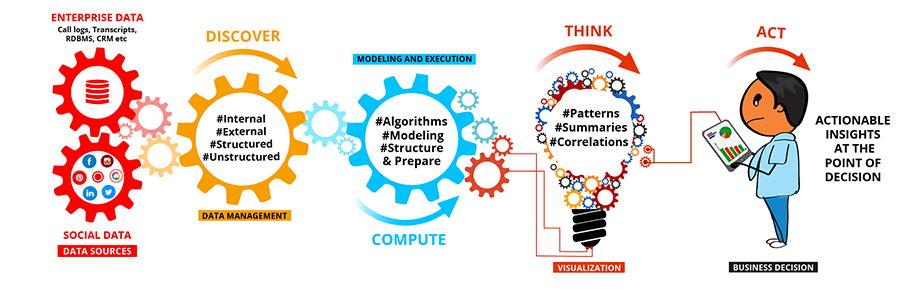 ENTERPRISE DATA
Call logs, Transcripts,
RDBMS, CRM etc
SOCIAL DATA
DATA SOURCES
DISCOVER
#Internal
#External
#Structured
#Unstructured
DATA MANAGEMENT
MODELING AND EXECUTION
#Algorithms
#Modeling
#Structure
& Prepare
COMPUTE
THINK
#Patterns
#Summaries
#Correlations
VISUALIZATION
ACT
ACTIONABLE
INSIGHTS
AT THE
POINT OF
DECISION
BUSINESS DECISION